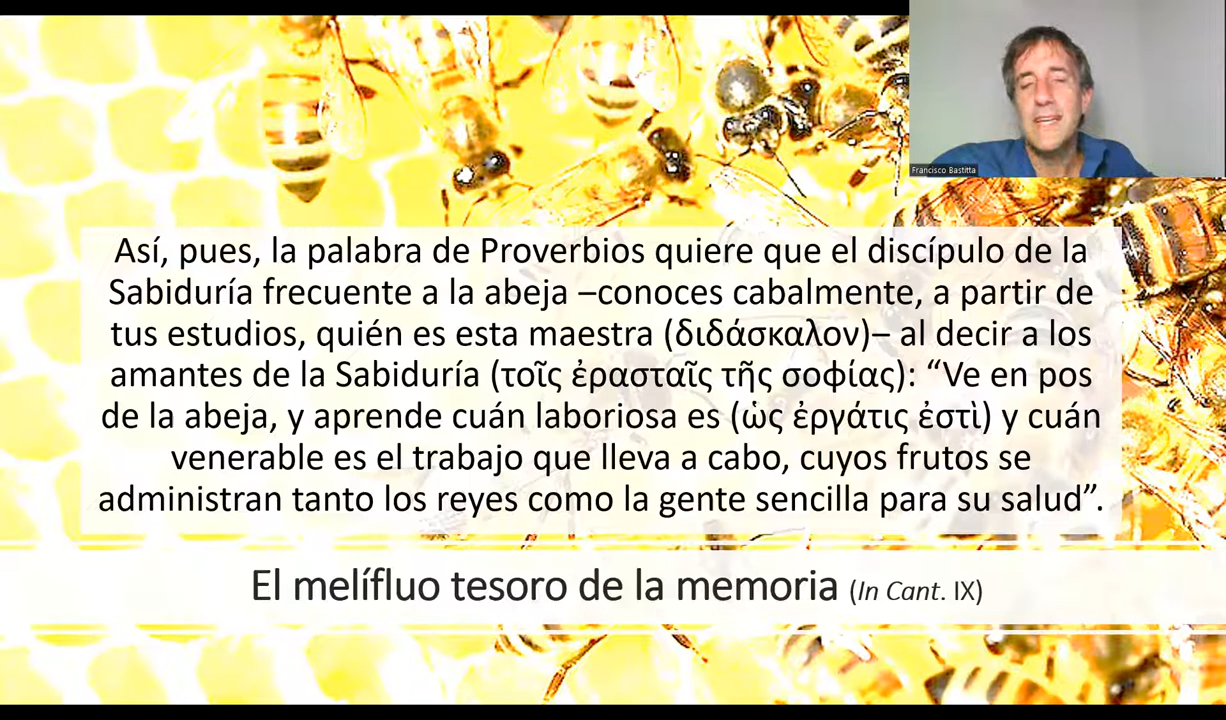 Francisco Bastitta
Así, pues, la palabra de Proverbios quiere que el discípulo de la
Sabiduría frecuente a la abeja –conoces cabalmente, a partir de
tus estudios, quién es esta maestra (διδάσκαλον)– al decir a los
amantes de la Sabiduría (τοῖς ἐρασταῖς τῆς σοφίας): “Ve en pos
de la abeja, y aprende cuán laboriosa es (ὡς ἐργάτις ἐστὶ) y cuán
venerable es el trabajo que lleva a cabo, cuyos frutos se
administran tanto los reyes como la gente sencilla para su salud”.
El melífluo tesoro de la memoria (In Cant. IX)